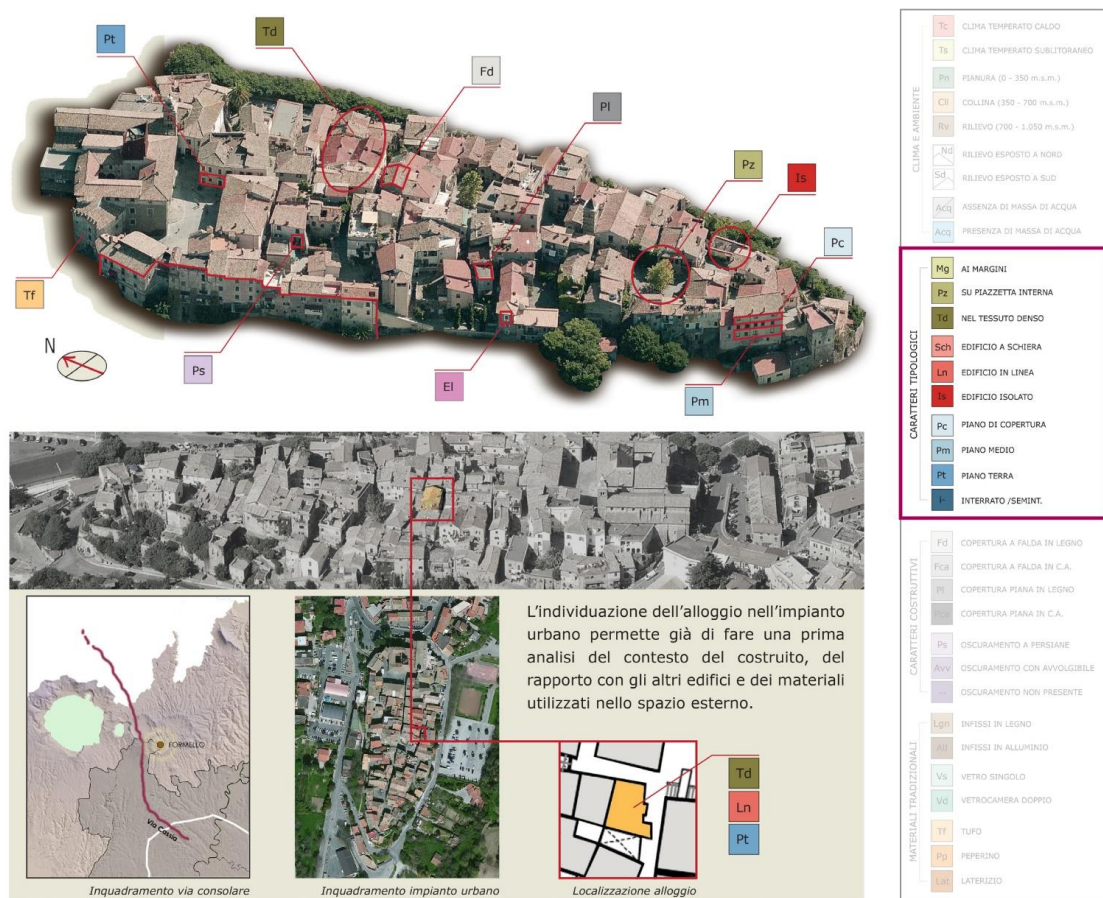 Pt
Td
Fd
Pl
Pz
Is
Pc
Tf
N
Ps
El
Pm
L'individuazione dell'alloggio nell'impianto
urbano permette già di fare una prima
analisi del contesto del costruito, del
rapporto con gli altri edifici e dei materiali
utilizzati nello spazio esterno.
FORMELLO
Via Cassia
Td
Ln
Pt
Inquadramento via consolare
Inquadramento impianto urbano
Localizzazione alloggio
CLIMA E AMBIENTE
Tc CLIMA TEMPERATO CALDO
Ts CLIMA TEMPERATO SUBLITORANEO
Pn PIANURA (0 - 350 m.s.m.)
Cll COLLINA (350 - 700 m.s.m.)
Rv RILIEVO (700 - 1.050 m.s.m.)
Nd RILIEVO ESPOSTO A NORD
Sd RILIEVO ESPOSTO A SUD
Acq ASSENZA DI MASSA DI ACQUA
Acq PRESENZA DI MASSA DI ACQUA
CARATTERI TIPOLOGICI
Mg AI MARGINI
Pz SU PIAZZETTA INTERNA
Td NEL TESSUTO DENSO
Sch EDIFICIO A SCHIERA
Ln EDIFICIO IN LINEA
Is EDIFICIO ISOLATO
Pc PIANO DI COPERTURA
Pm PIANO MEDIO
Pt PIANO TERRA
I- INTERRATO /SEMINT.
CARATTERI COSTRUTTIVI
Fd COPERTURA A FALDA IN LEGNO
Fca COPERTURA A FALDA IN C.A.
Pl COPERTURA PIANA IN LEGNO
Pca COPERTURA PIANA IN C.A.
Ps OSCURAMENTO A PERSIANE
Avv OSCURAMENTO CON AVVOLGIBILE
--- OSCURAMENTO NON PRESENTE
MATERIALI TRADIZIONALI
Lgn INFISSI IN LEGNO
All INFISSI IN ALLUMINIO
Vs VETRO SINGOLO
Vd VETROCAMERA DOPPIO
Tf TUFO
Pp PEPERINO
Lat LATERIZIO